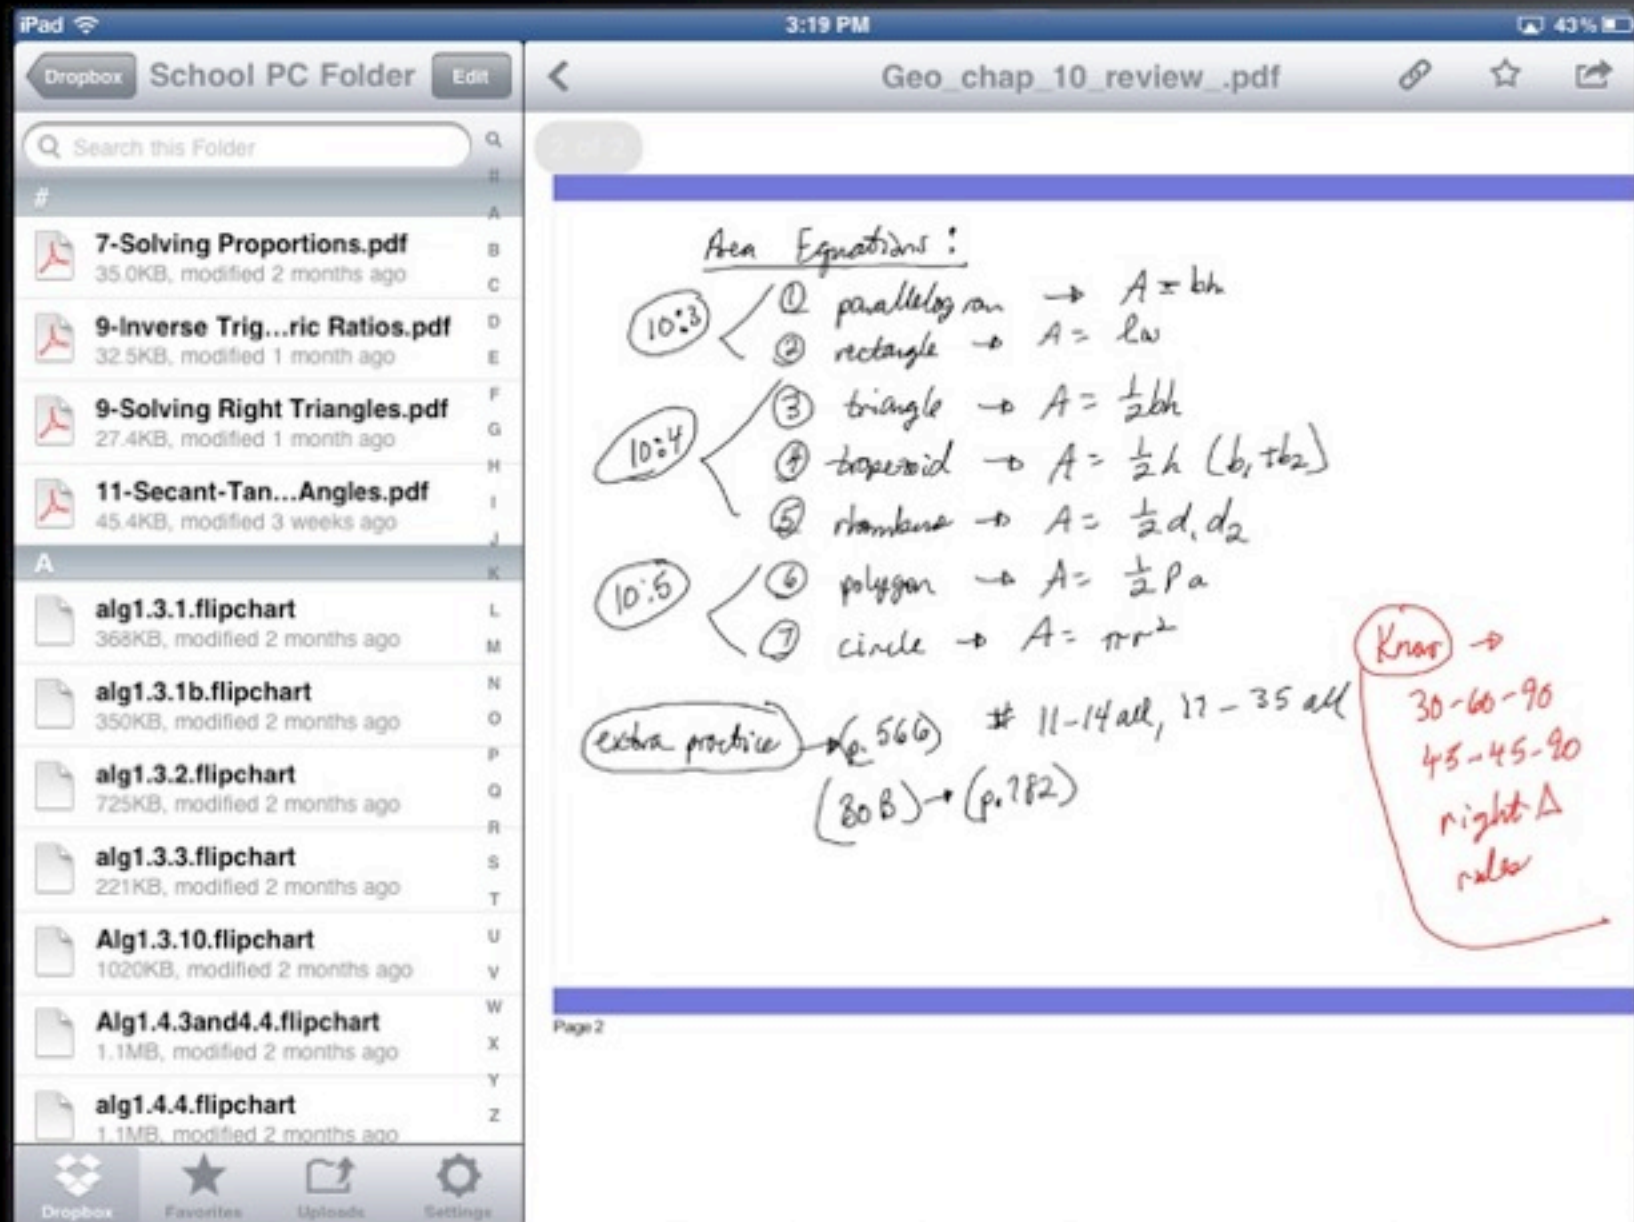 iPad
3:19 PM
43%
Dropbox
School PC Folder
Edit
Search this Folder
#
7-Solving Proportions.pdf
35.0KB, modified 2 months ago
9-Inverse Trig...ric Ratios.pdf
32.5KB, modified 1 month ago
9-Solving Right Triangles.pdf
27.4KB, modified 1 month ago
11-Secant-Tan...Angles.pdf
45.4KB, modified 3 weeks ago
A
alg1.3.1.flipchart
368KB, modified 2 months ago
alg1.3.1b.flipchart
350KB, modified 2 months ago
alg1.3.2.flipchart
725KB, modified 2 months ago
alg1.3.3.flipchart
221KB, modified 2 months ago
Alg1.3.10.flipchart
1020KB, modified 2 months ago
Alg1.4.3and4.4.flipchart
1.1MB, modified 2 months ago
alg1.4.4.flipchart
1.1MB, modified 2 months ago
#
A
B
C
D
E
F
G
H
I
J
K
L
M
N
O
P
Q
R
S
T
U
V
W
X
Y
Z
Dropbox
Favorites
Uploads
Settings
Geo_chap_10_review_.pdf
2 of 2
Area Equations:
10:3
① parallelogram → A = bh
② rectangle → A = lw
10:4
③ triangle → A = ½bh
④ trapezoid → A = ½h (b₁+b₂)
⑤ rhombus → A = ½d₁d₂
10:5
⑥ polygon → A = ½Pa
⑦ circle → A = πr²
extra practice → (p. 566) # 11-14 all, 17-35 all
(BOB) → (p. 782)
Know →
30-60-90
45-45-90
right Δ
rules
Page 2